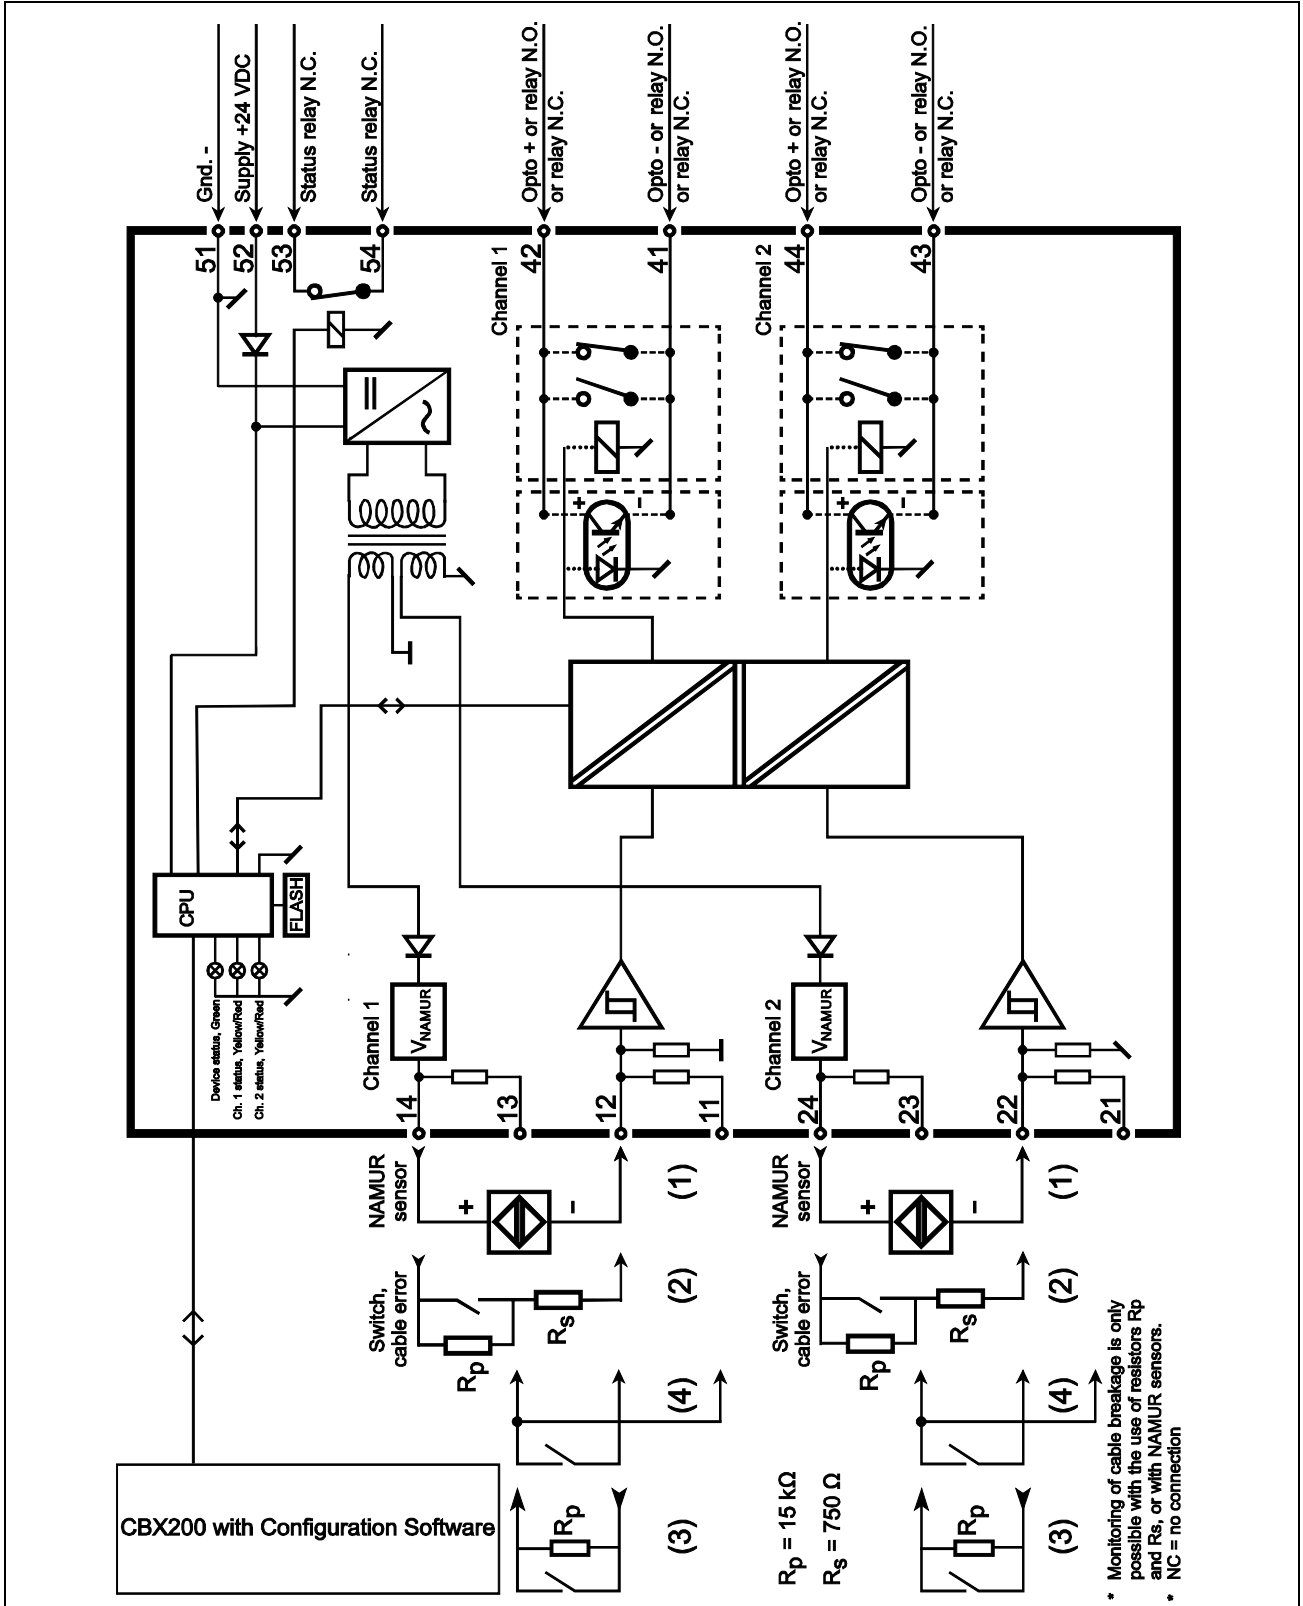 Gnd. -
Supply +24 VDC
Status relay N.C.
Status relay N.C.
Opto + or relay N.O.
or relay N.C.
Opto - or relay N.O.
or relay N.C.
Opto + or relay N.O.
or relay N.C.
Opto - or relay N.O.
or relay N.C.
51
52
53
54
Channel 1
42
41
Channel 2
44
43
+
-
+
-
CPU
FLASH
Device status, Green
Ch. 1 status, Yellow/Red
Ch. 2 status, Yellow/Red
Channel 1
VNAMUR
Channel 2
VNAMUR
14
13
12
11
24
23
22
21
NAMUR
sensor
+
-
(1)
NAMUR
sensor
+
-
(1)
Switch,
cable error
Rp
Rs
(2)
Switch,
cable error
Rp
Rs
(2)
(4)
(4)
CBX200 with Configuration Software
Rp
(3)
Rp = 15 kΩ
Rs = 750 Ω
Rp
(3)
* Monitoring of cable breakage is only
possible with the use of resistors Rp
and Rs, or with NAMUR sensors.
* NC = no connection